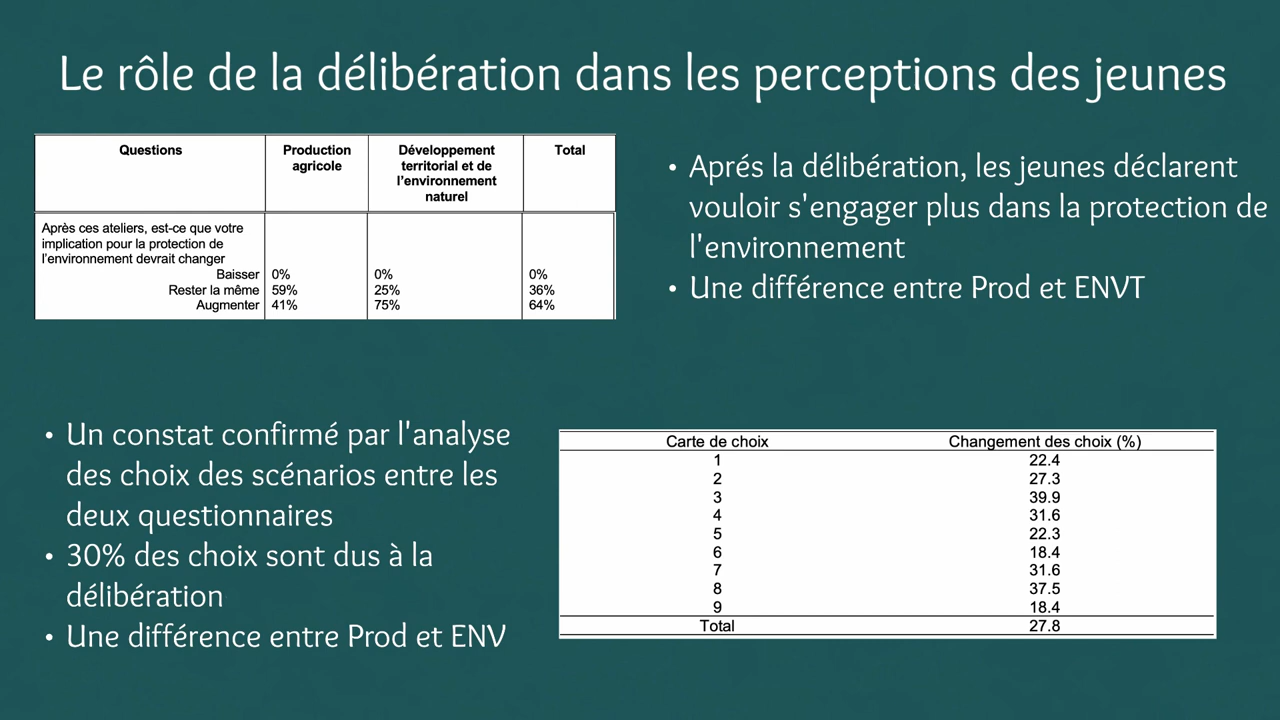 Le rôle de la délibération dans les perceptions des jeunes
Questions Production agricole Développement territorial et de l'environnement naturel Total
Après ces ateliers, est-ce que votre
implication pour la protection de
l'environnement devrait changer
Baisser 0% 0% 0%
Rester la même 59% 25% 36%
Augmenter 41% 75% 64%
• Aprés la délibération, les jeunes déclarent
vouloir s'engager plus dans la protection de
l'environnement
• Une différence entre Prod et ENVT
• Un constat confirmé par l'analyse
des choix des scénarios entre les
deux questionnaires
• 30% des choix sont dus à la
délibération
• Une différence entre Prod et ENV
Carte de choix Changement des choix (%)
1 22.4
2 27.3
3 39.9
4 31.6
5 22.3
6 18.4
7 31.6
8 37.5
9 18.4
Total 27.8